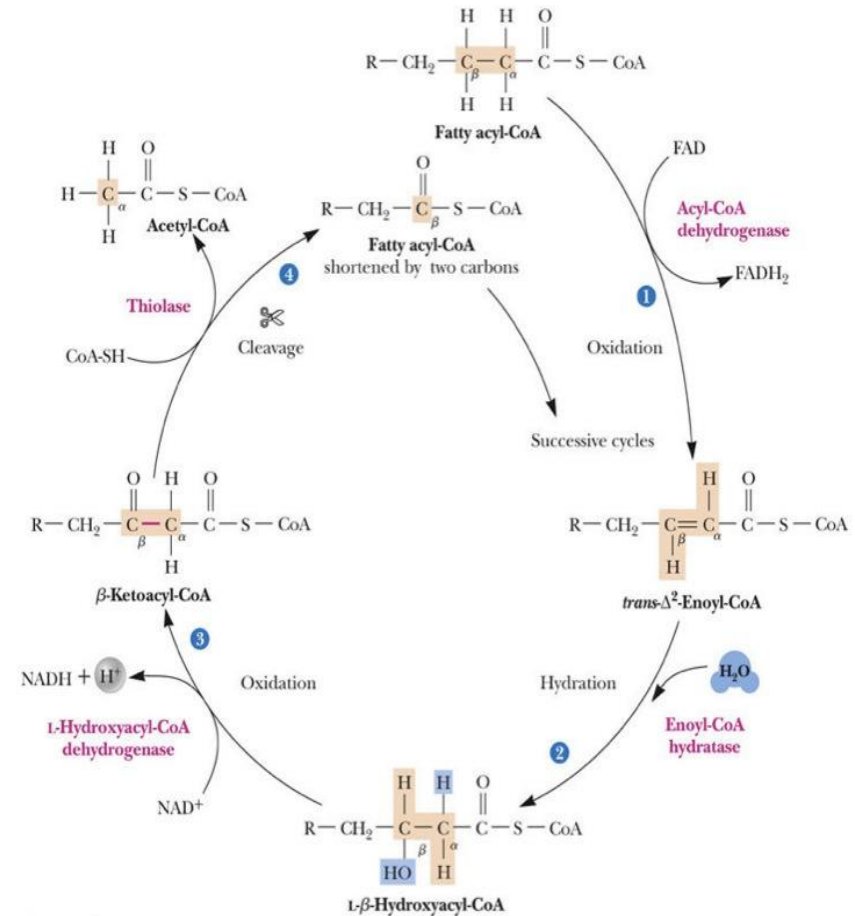 H H O
R—CH₂—C—C—C—S—CoA
β α
H H
Fatty acyl-CoA
FAD
Acyl-CoA
dehydrogenase
FADH₂
1
Oxidation
H O
H—C—C—S—CoA
α
H
Acetyl-CoA
O
R—CH₂—C—S—CoA
β
Fatty acyl-CoA
shortened by two carbons
4
Thiolase
Cleavage
CoA-SH
Successive cycles
H O
R—CH₂—C=C—C—S—CoA
β α
H
trans-Δ²-Enoyl-CoA
O H O
R—CH₂—C—C—C—S—CoA
β α
H
β-Ketoacyl-CoA
3
NADH + H⁺
Oxidation
L-Hydroxyacyl-CoA
dehydrogenase
NAD⁺
Hydration
H₂O
Enoyl-CoA
hydratase
2
H H O
R—CH₂—C—C—C—S—CoA
β α
HO H
L-β-Hydroxyacyl-CoA